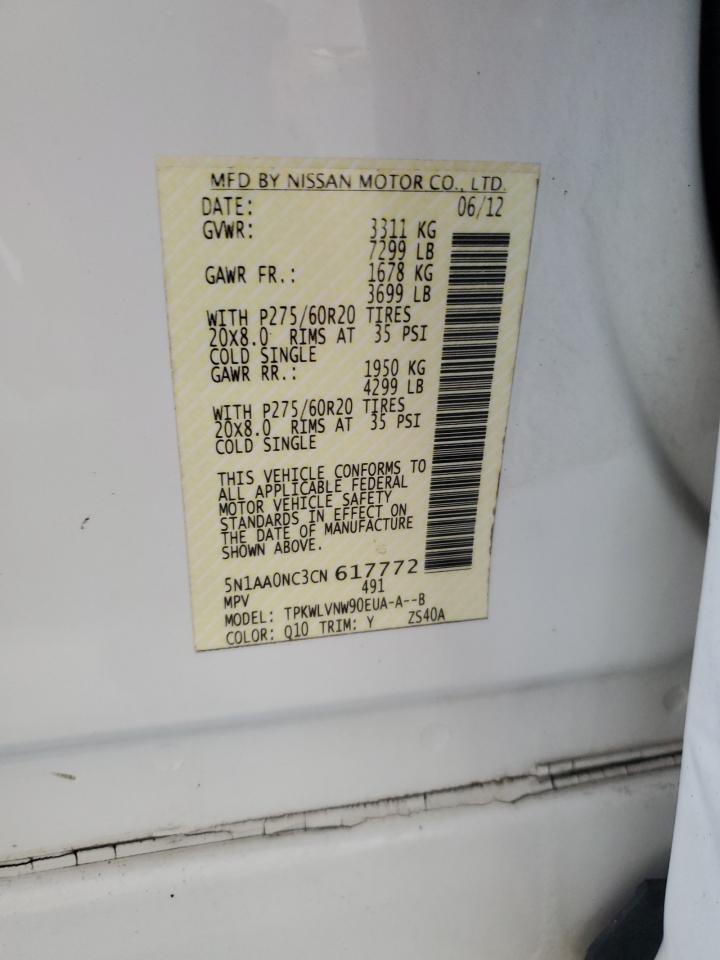 MFD BY NISSAN MOTOR CO., LTD.
DATE: 06/12
GVWR: 3311 KG
7299 LB
GAWR FR.: 1678 KG
3699 LB
WITH P275/60R20 TIRES
20X8.0 RIMS AT 35 PSI
COLD SINGLE
GAWR RR.: 1950 KG
4299 LB
WITH P275/60R20 TIRES
20X8.0 RIMS AT 35 PSI
COLD SINGLE
THIS VEHICLE CONFORMS TO
ALL APPLICABLE FEDERAL
MOTOR VEHICLE SAFETY
STANDARDS IN EFFECT ON
THE DATE OF MANUFACTURE
SHOWN ABOVE.
5N1AA0NC3CN 617772
MPV 491
MODEL: TPKWLVNW90EUA-A--B
COLOR: Q10 TRIM: Y ZS40A